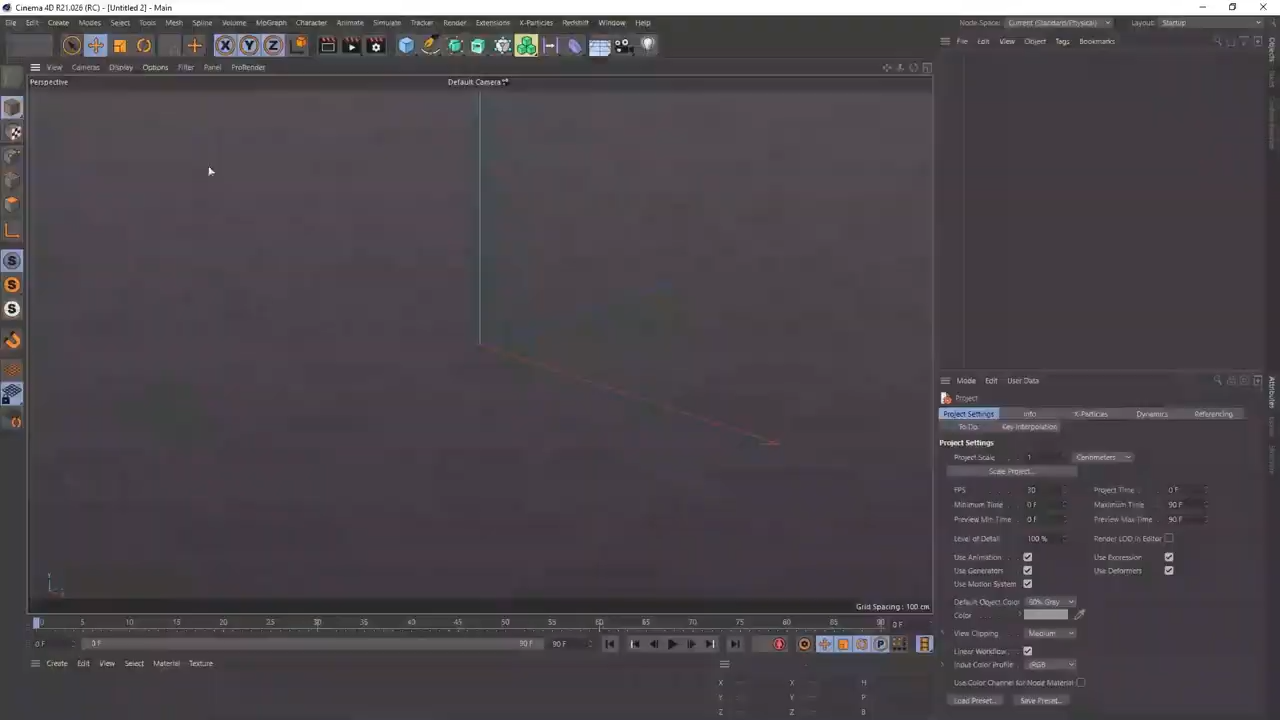 Cinema 4D R21.026 (RC) - [Untitled 2] - Main
File Edit Create Modes Select Tools Mesh Spline Volume MoGraph Character Animate Simulate Tracker Render Extensions X-Particles Redshift Window Help
Node Space: Current (Standard/Physical) Layout: Startup
X Y Z
File Edit View Object Tags Bookmarks
View Cameras Display Options Filter Panel ProRender
Perspective
Default Camera
Objects
Mode Edit User Data
Attributes
Project
Project Settings Info X-Particles Dynamics Referencing
To Do Key Interpolation
Project Settings
Project Scale 1 Centimeters
Scale Project...
FPS 30 Project Time 0 F
Minimum Time 0 F Maximum Time 90 F
Preview Min Time 0 F Preview Max Time 90 F
Level of Detail 100 % Render LOD in Editor
Use Animation Use Expression
Use Generators Use Deformers
Use Motion System
Default Object Color 60% Gray
Color
View Clipping Medium
Linear Workflow
Input Color Profile sRGB
Use Color Channel for Node Material
Load Preset... Save Preset...
Grid Spacing : 100 cm
0 5 10 15 20 25 30 35 40 45 50 55 60 65 70 75 80 85 90 0 F
0 F 0 F 90 F 90 F
Create Edit View Select Material Texture
X X H
Y Y P
Z Z B